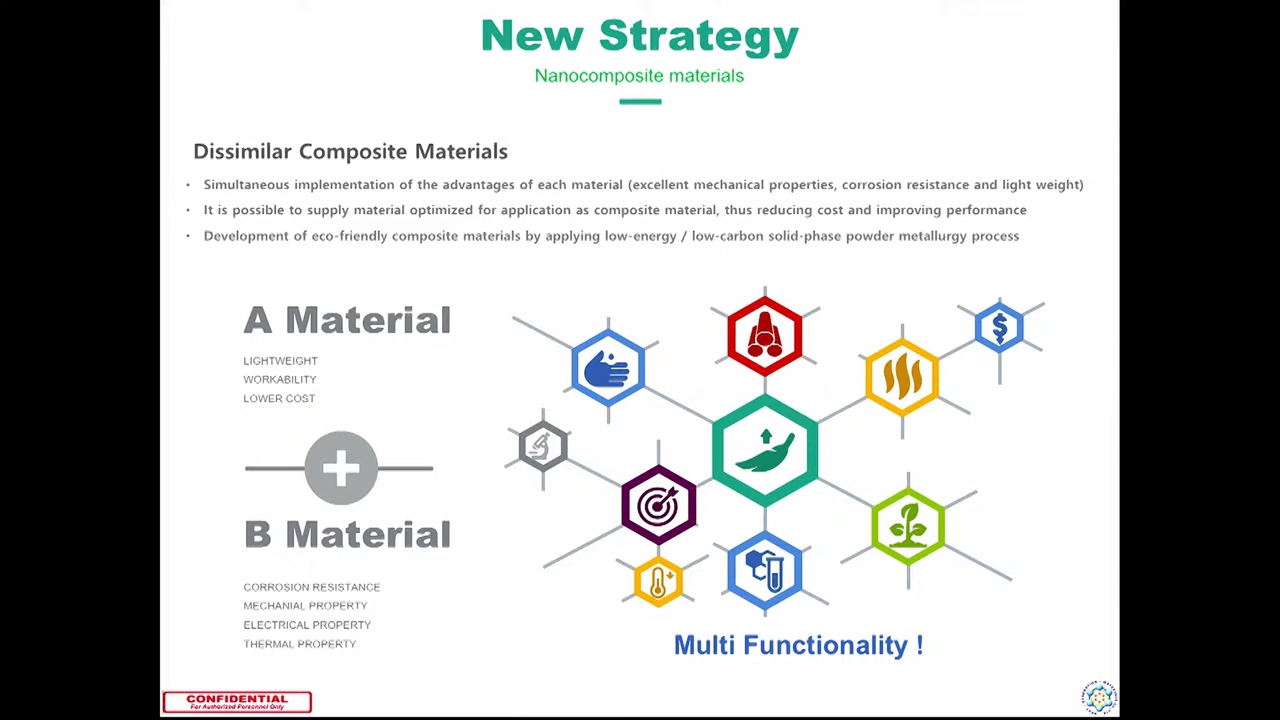 New Strategy
Nanocomposite materials
Dissimilar Composite Materials
• Simultaneous implementation of the advantages of each material (excellent mechanical properties, corrosion resistance and light weight)
• It is possible to supply material optimized for application as composite material, thus reducing cost and improving performance
• Development of eco-friendly composite materials by applying low-energy / low-carbon solid-phase powder metallurgy process
A Material
LIGHTWEIGHT
WORKABILITY
LOWER COST
B Material
CORROSION RESISTANCE
MECHANIAL PROPERTY
ELECTRICAL PROPERTY
THERMAL PROPERTY
$
Multi Functionality !
CONFIDENTIAL
For Authorized Personnel Only